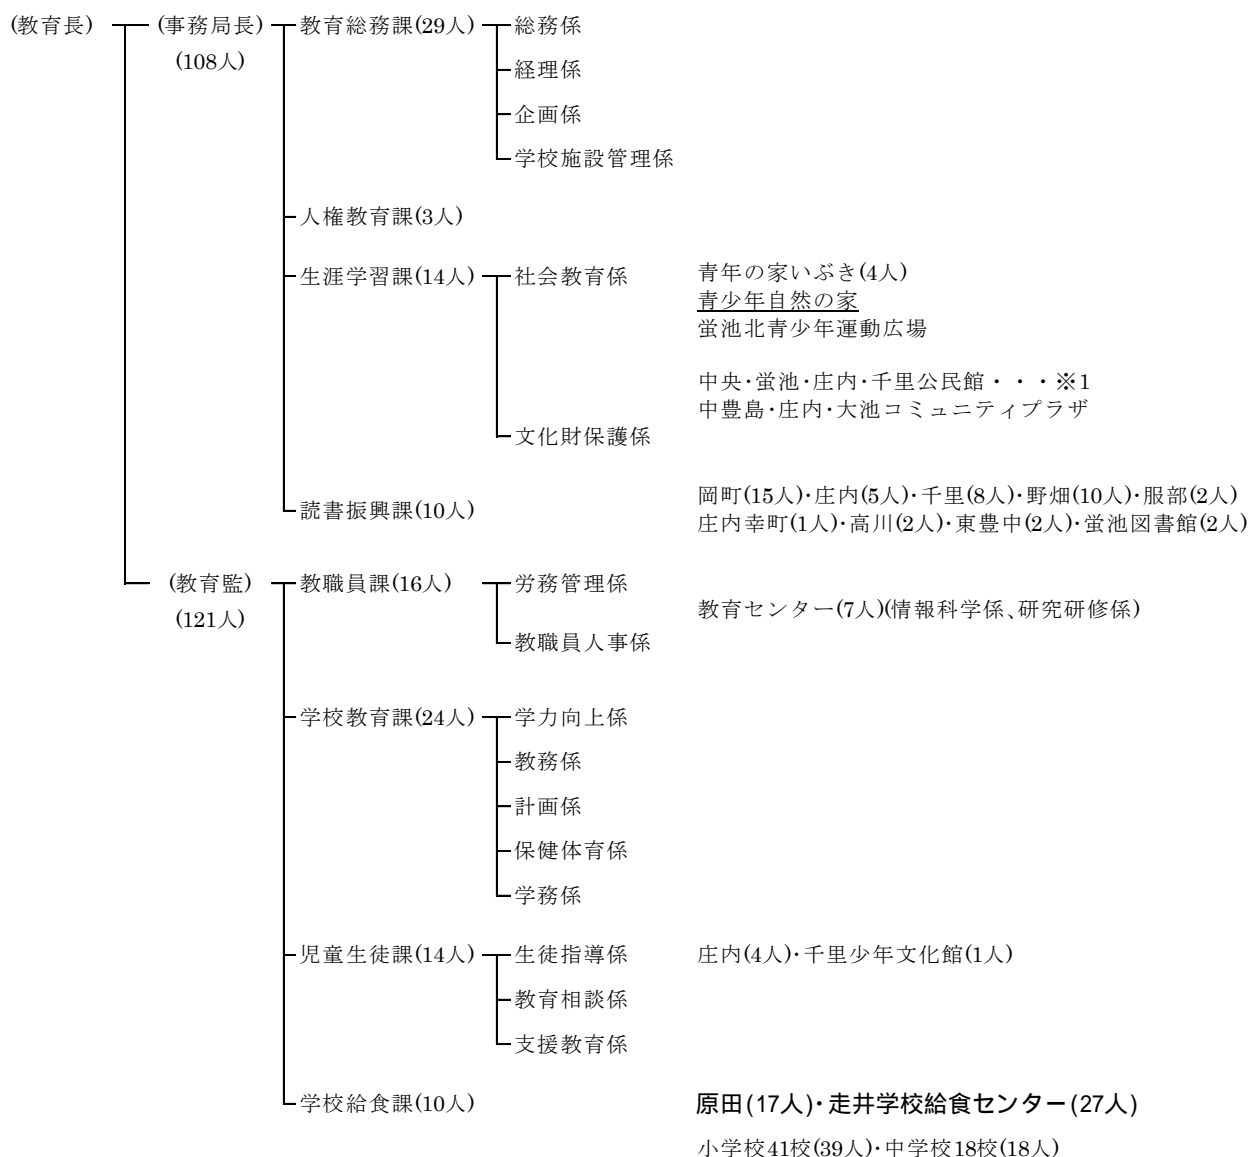 (教育長) (事務局長) 教育総務課(29人) 総務係
(108人)
経理係
企画係
学校施設管理係
人権教育課(3人)
生涯学習課(14人) 社会教育係 青年の家いぶき(4人)
青少年自然の家
蛍池北青少年運動広場
中央・蛍池・庄内・千里公民館・・・※1
中豊島・庄内・大池コミュニティプラザ
文化財保護係
読書振興課(10人) 岡町(15人)・庄内(5人)・千里(8人)・野畑(10人)・服部(2人)
庄内幸町(1人)・高川(2人)・東豊中(2人)・蛍池図書館(2人)
(教育監) 教職員課(16人) 労務管理係
(121人)
教育センター(7人)(情報科学係、研究研修係)
教職員人事係
学校教育課(24人) 学力向上係
教務係
計画係
保健体育係
学務係
児童生徒課(14人) 生徒指導係 庄内(4人)・千里少年文化館(1人)
教育相談係
支援教育係
学校給食課(10人) 原田(17人)・走井学校給食センター(27人)
小学校41校(39人)・中学校18校(18人)